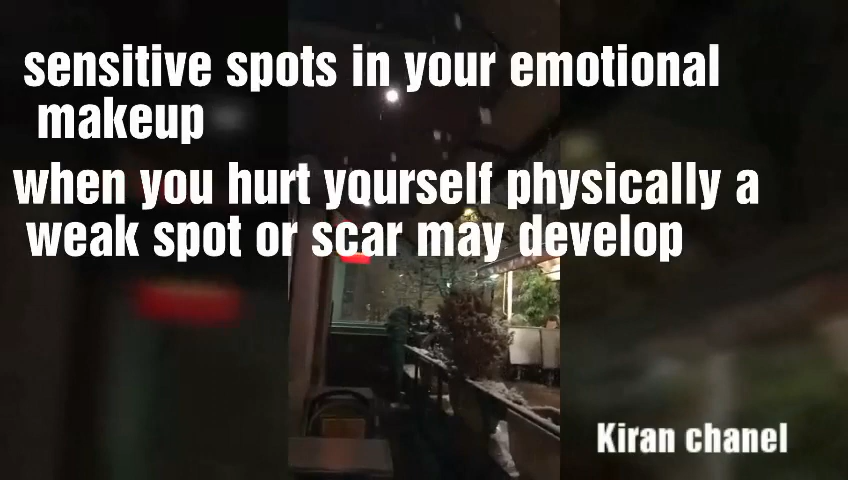 sensitive spots in your emotional
makeup
when you hurt yourself physically a
weak spot or scar may develop
Kiran chanel